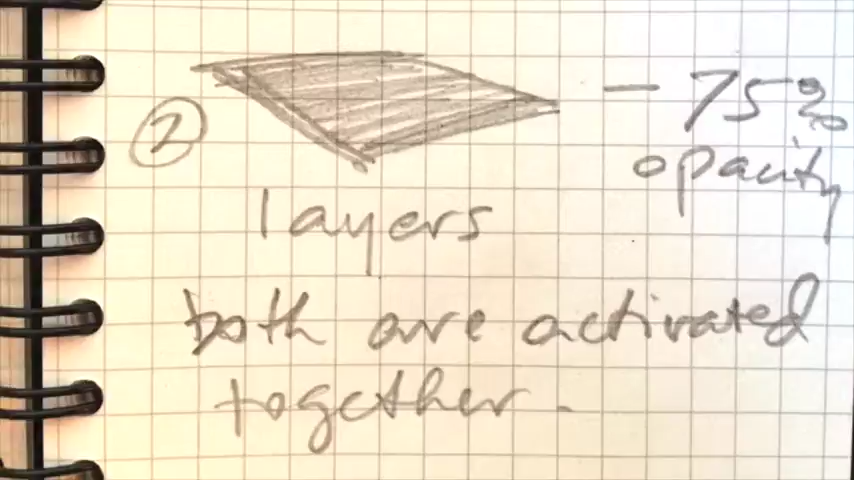 ② — 75%
opacity
layers
both are activated
together.